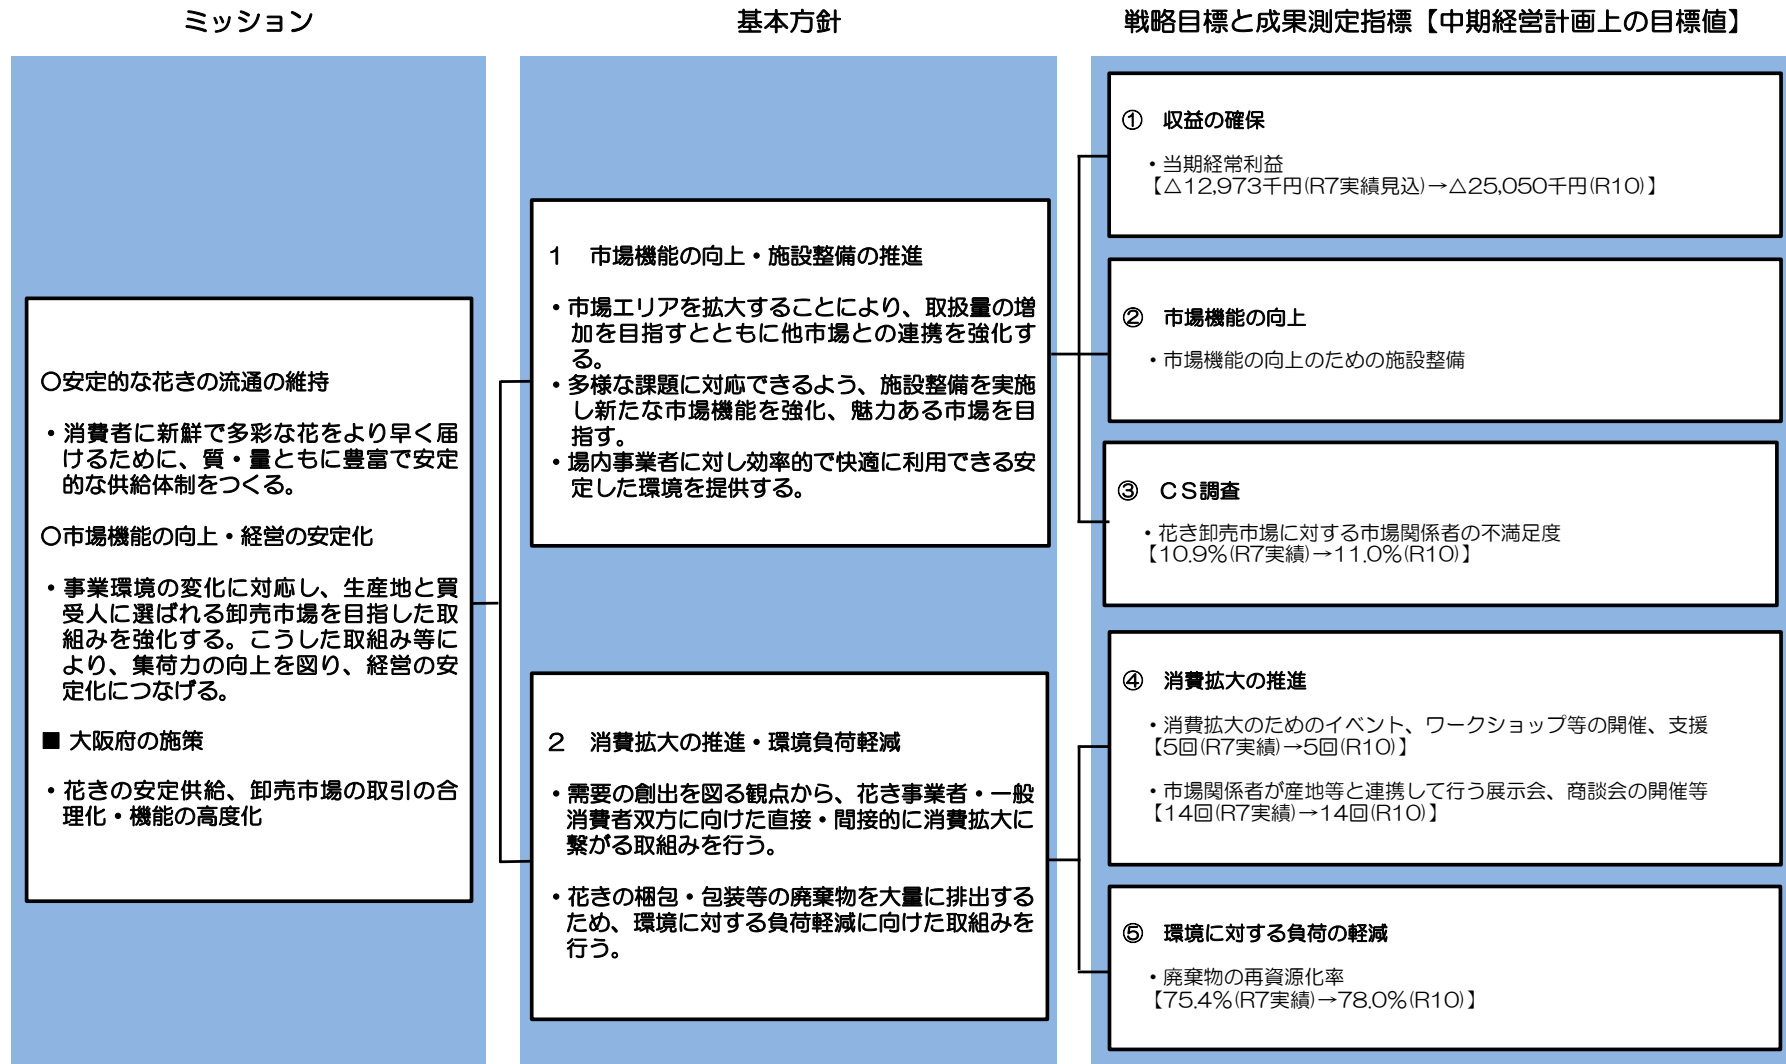 ミッション
基本方針
戦略目標と成果測定指標【中期経営計画上の目標値】
〇安定的な花きの流通の維持
・消費者に新鮮で多彩な花をより早く届
けるために、質・量ともに豊富で安定
的な供給体制をつくる。
〇市場機能の向上・経営の安定化
・事業環境の変化に対応し、生産地と買
受人に選ばれる卸売市場を目指した取
組みを強化する。こうした取組み等に
より、集荷力の向上を図り、経営の安
定化につなげる。
■ 大阪府の施策
・花きの安定供給、卸売市場の取引の合
理化・機能の高度化
1 市場機能の向上・施設整備の推進
・市場エリアを拡大することにより、取扱量の増
加を目指すとともに他市場との連携を強化す
る。
・多様な課題に対応できるよう、施設整備を実施
し新たな市場機能を強化、魅力ある市場を目
指す。
・場内事業者に対し効率的で快適に利用できる安
定した環境を提供する。
2 消費拡大の推進・環境負荷軽減
・需要の創出を図る観点から、花き事業者・一般
消費者双方に向けた直接・間接的に消費拡大に
繋がる取組みを行う。
・花きの梱包・包装等の廃棄物を大量に排出する
ため、環境に対する負荷軽減に向けた取組みを
行う。
① 収益の確保
・当期経常利益
【△12,973千円(R7実績見込)→△25,050千円(R10)】
② 市場機能の向上
・市場機能の向上のための施設整備
③ CS調査
・花き卸売市場に対する市場関係者の不満足度
【10.9%(R7実績)→11.0%(R10)】
④ 消費拡大の推進
・消費拡大のためのイベント、ワークショップ等の開催、支援
【5回(R7実績)→5回(R10)】
・市場関係者が産地等と連携して行う展示会、商談会の開催等
【14回(R7実績)→14回(R10)】
⑤ 環境に対する負荷の軽減
・廃棄物の再資源化率
【75.4%(R7実績)→78.0%(R10)】